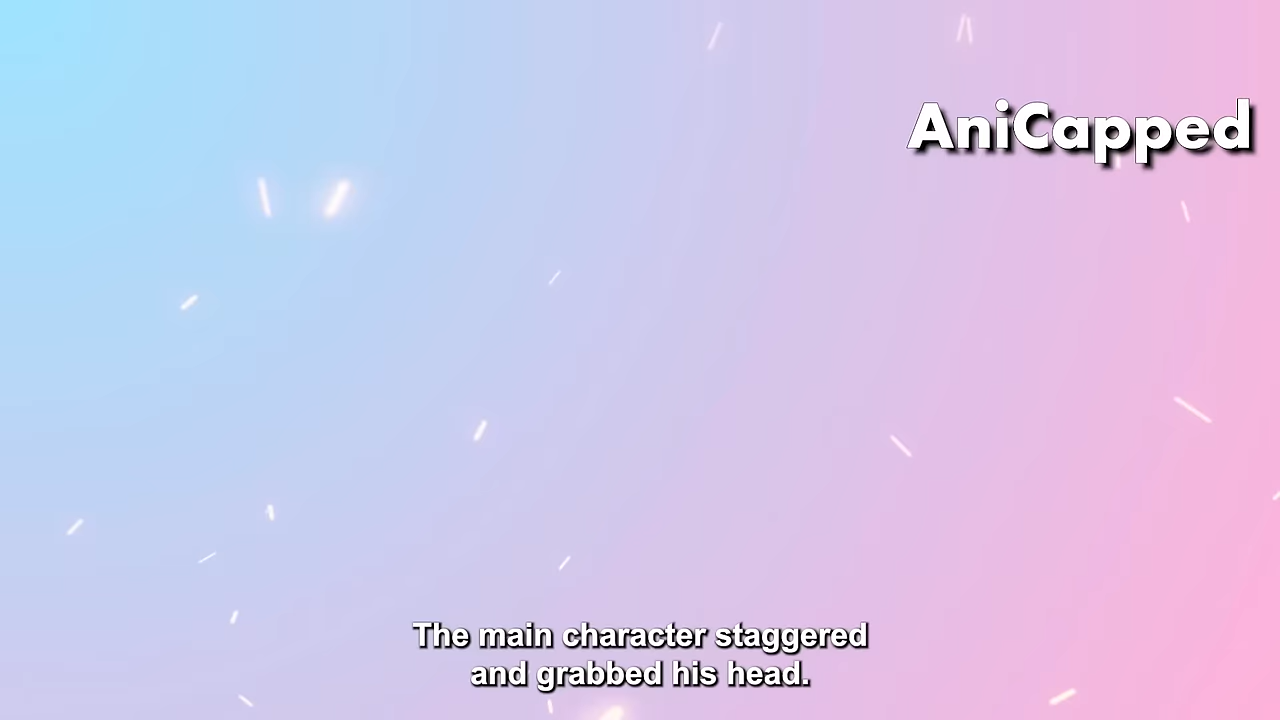 AniCapped
The main character staggered
and grabbed his head.